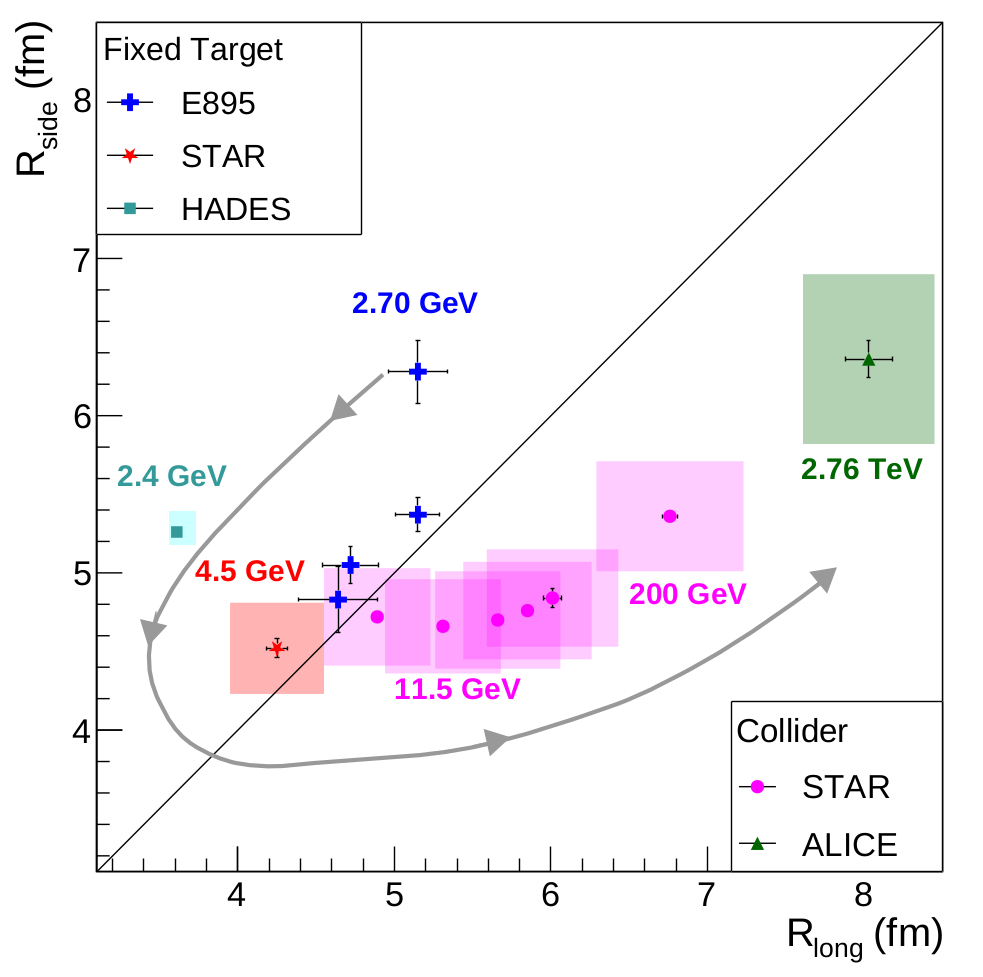 R_side (fm)
Fixed Target
E895
STAR
HADES
8
7
6
5
4
2.70 GeV
2.4 GeV
4.5 GeV
2.76 TeV
200 GeV
11.5 GeV
Collider
STAR
ALICE
4 5 6 7 8
R_long (fm)